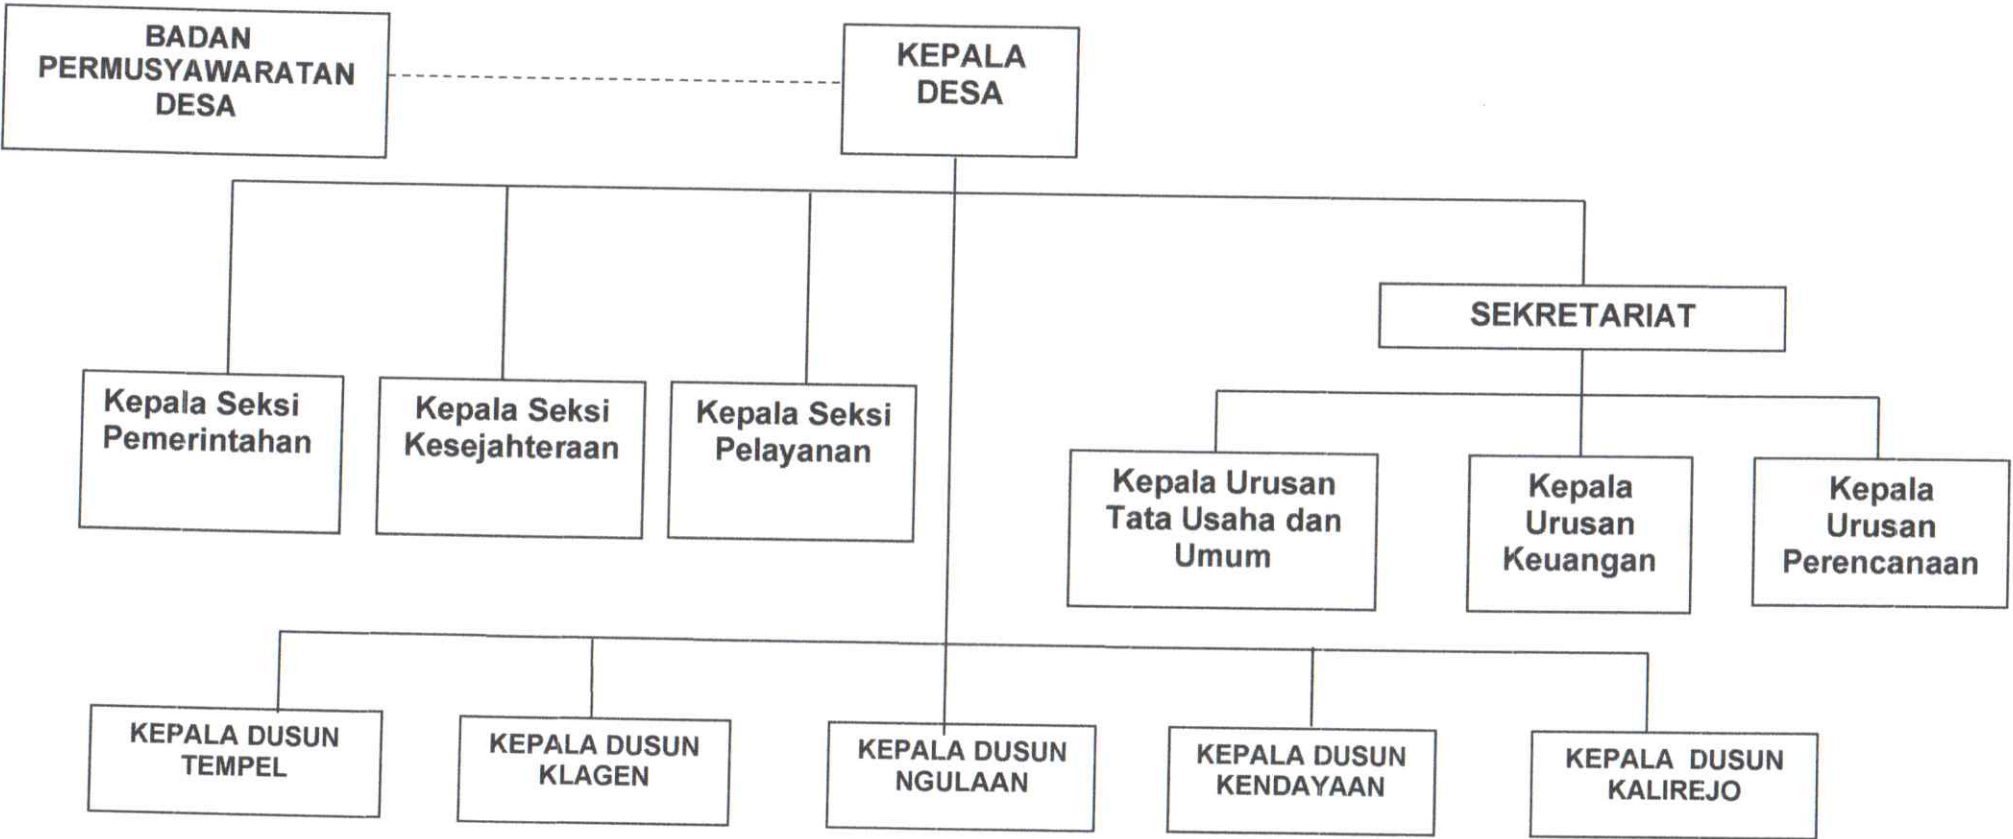 BADAN
PERMUSYAWARATAN
DESA
KEPALA
DESA
SEKRETARIAT
Kepala Seksi
Pemerintahan
Kepala Seksi
Kesejahteraan
Kepala Seksi
Pelayanan
Kepala Urusan
Tata Usaha dan
Umum
Kepala
Urusan
Keuangan
Kepala
Urusan
Perencanaan
KEPALA DUSUN
TEMPEL
KEPALA DUSUN
KLAGEN
KEPALA DUSUN
NGULAAN
KEPALA DUSUN
KENDAYAAN
KEPALA DUSUN
KALIREJO